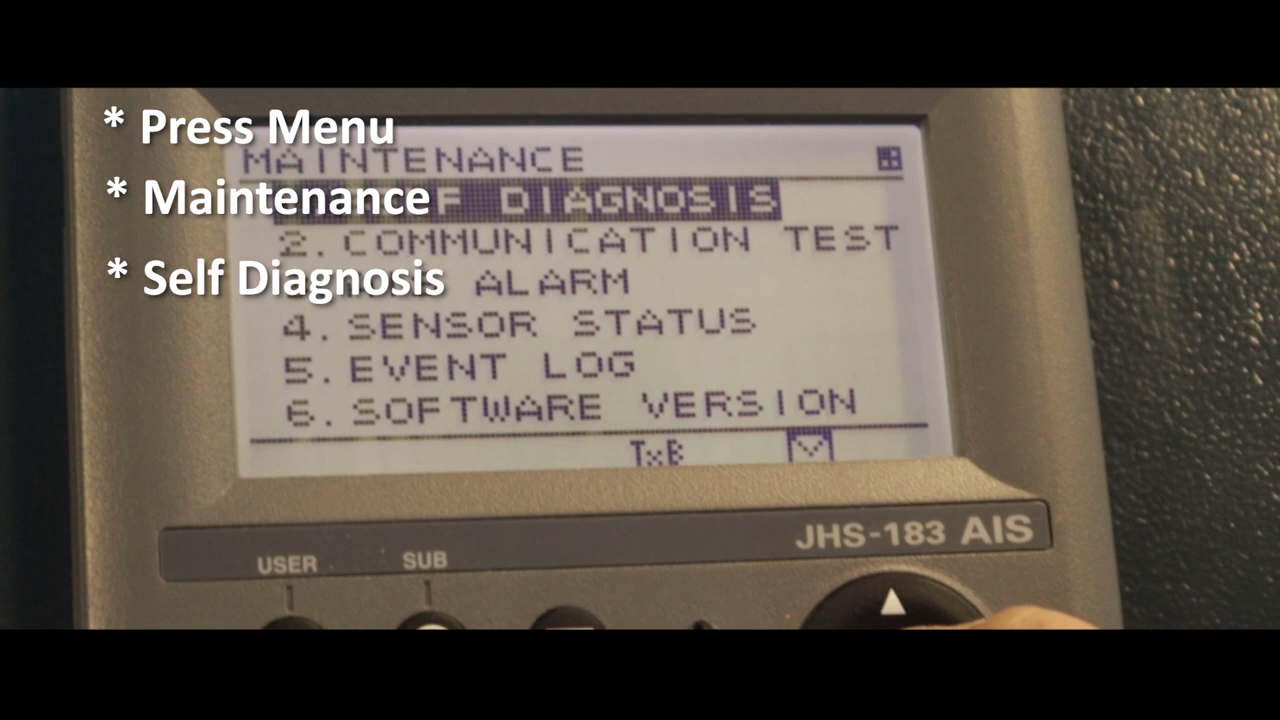 * Press Menu
MAINTENANCE
* Maintenance
F DIAGNOSIS
2. COMMUNICATION TEST
* Self Diagnosis
ALARM
4. SENSOR STATUS
5. EVENT LOG
6. SOFTWARE VERSION
TxB
JHS-183 AIS
USER SUB